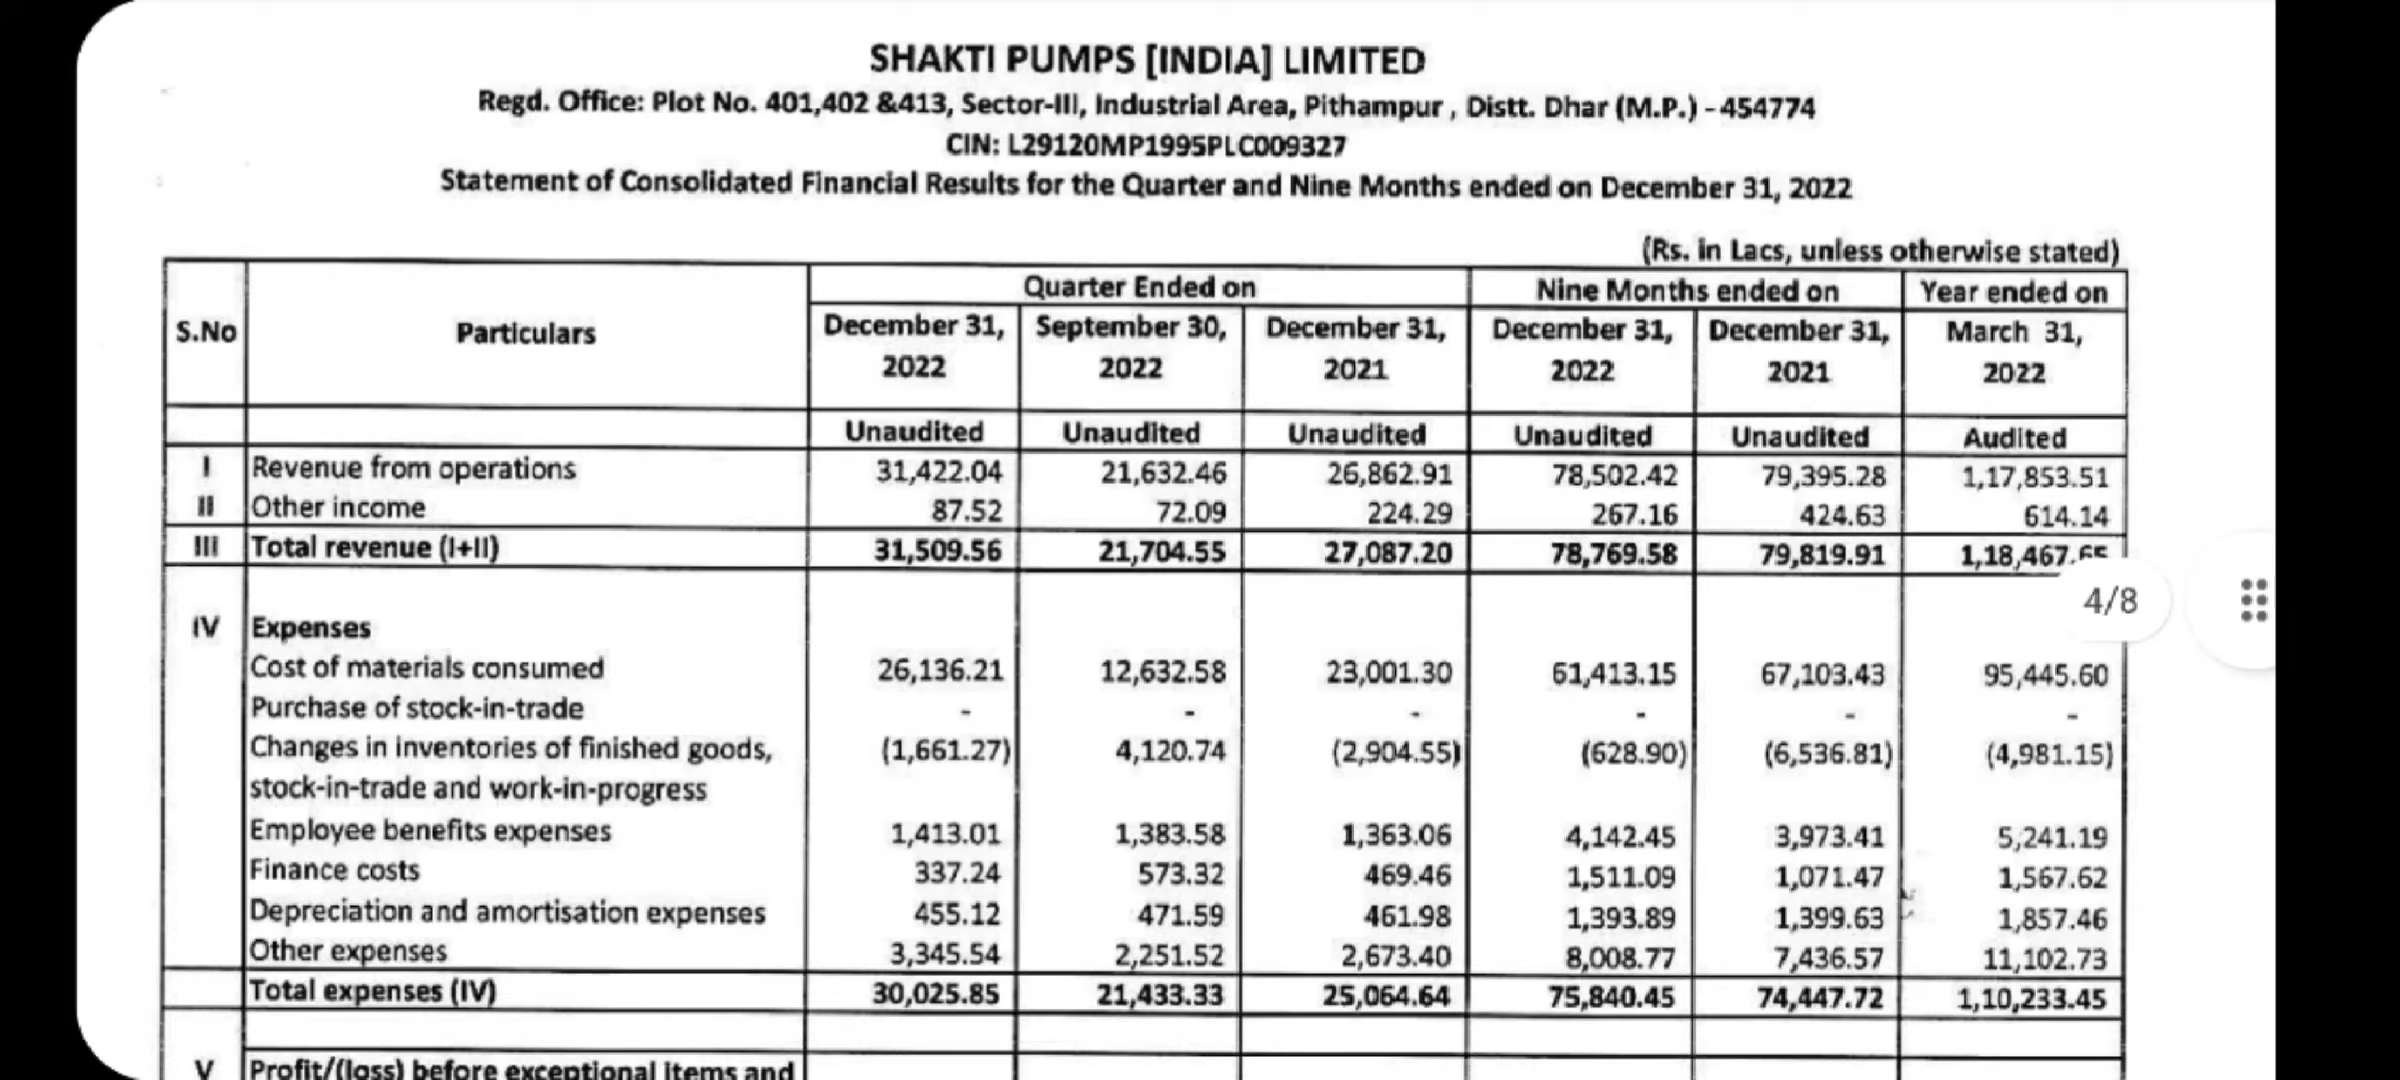 SHAKTI PUMPS [INDIA] LIMITED
Regd. Office: Plot No. 401,402 &413, Sector-III, Industrial Area, Pithampur , Distt. Dhar (M.P.) - 454774
CIN: L29120MP1995PLC009327
Statement of Consolidated Financial Results for the Quarter and Nine Months ended on December 31, 2022
(Rs. in Lacs, unless otherwise stated)
S.No Particulars Quarter Ended on Nine Months ended on Year ended on
December 31, 2022 September 30, 2022 December 31, 2021 December 31, 2022 December 31, 2021 March 31, 2022
Unaudited Unaudited Unaudited Unaudited Unaudited Audited
I Revenue from operations 31,422.04 21,632.46 26,862.91 78,502.42 79,395.28 1,17,853.51
II Other income 87.52 72.09 224.29 267.16 424.63 614.14
III Total revenue (I+II) 31,509.56 21,704.55 27,087.20 78,769.58 79,819.91 1,18,467.65
4/8
IV Expenses
Cost of materials consumed 26,136.21 12,632.58 23,001.30 61,413.15 67,103.43 95,445.60
Purchase of stock-in-trade - - - - - -
Changes in inventories of finished goods, (1,661.27) 4,120.74 (2,904.55) (628.90) (6,536.81) (4,981.15)
stock-in-trade and work-in-progress
Employee benefits expenses 1,413.01 1,383.58 1,363.06 4,142.45 3,973.41 5,241.19
Finance costs 337.24 573.32 469.46 1,511.09 1,071.47 1,567.62
Depreciation and amortisation expenses 455.12 471.59 461.98 1,393.89 1,399.63 1,857.46
Other expenses 3,345.54 2,251.52 2,673.40 8,008.77 7,436.57 11,102.73
Total expenses (IV) 30,025.85 21,433.33 25,064.64 75,840.45 74,447.72 1,10,233.45
V Profit/(loss) before exceptional items and